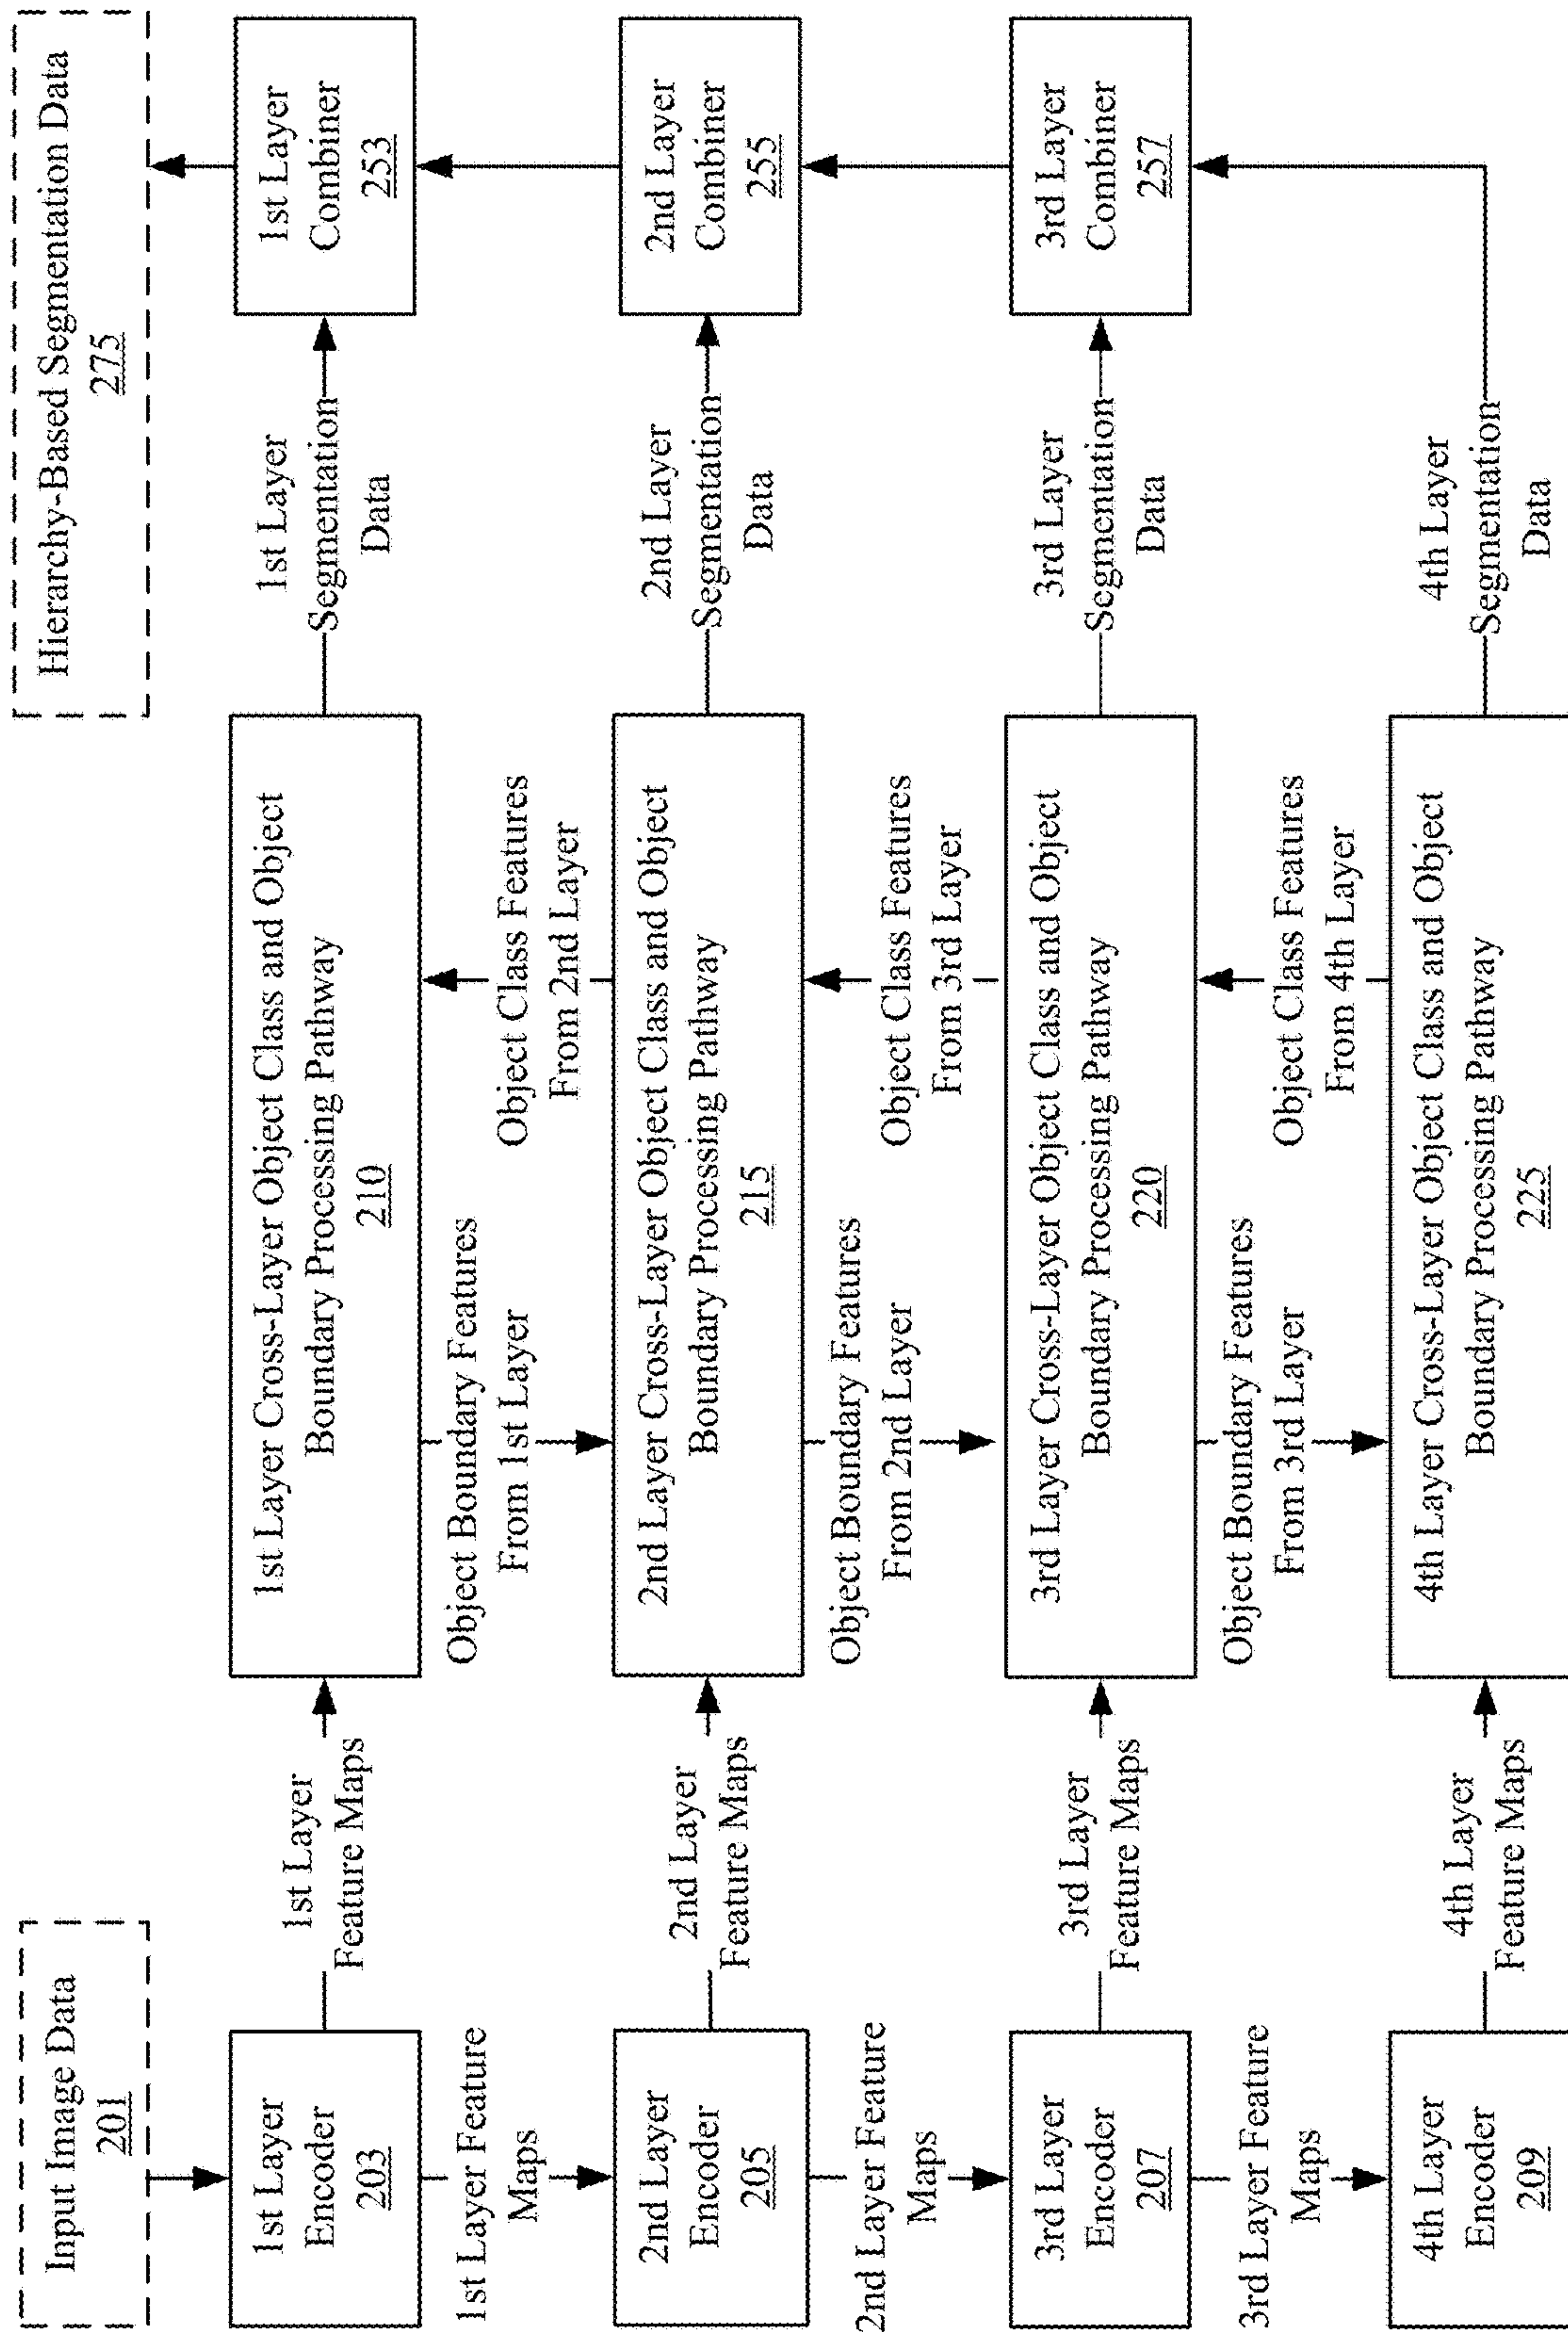 Input Image Data
201
Hierarchy-Based Segmentation Data
275
1st Layer
Encoder
203
1st Layer
Feature Maps
1st Layer Cross-Layer Object Class and Object
Boundary Processing Pathway
210
1st Layer
Segmentation
Data
1st Layer
Combiner
253
1st Layer Feature
Maps
Object Boundary Features
From 1st Layer
Object Class Features
From 2nd Layer
2nd Layer
Encoder
205
2nd Layer
Feature Maps
2nd Layer Cross-Layer Object Class and Object
Boundary Processing Pathway
215
2nd Layer
Segmentation
Data
2nd Layer
Combiner
255
2nd Layer Feature
Maps
Object Boundary Features
From 2nd Layer
Object Class Features
From 3rd Layer
3rd Layer
Encoder
207
3rd Layer
Feature Maps
3rd Layer Cross-Layer Object Class and Object
Boundary Processing Pathway
220
3rd Layer
Segmentation
Data
3rd Layer
Combiner
257
3rd Layer Feature
Maps
Object Boundary Features
From 3rd Layer
Object Class Features
From 4th Layer
4th Layer
Encoder
209
4th Layer
Feature Maps
4th Layer Cross-Layer Object Class and Object
Boundary Processing Pathway
225
4th Layer
Segmentation
Data